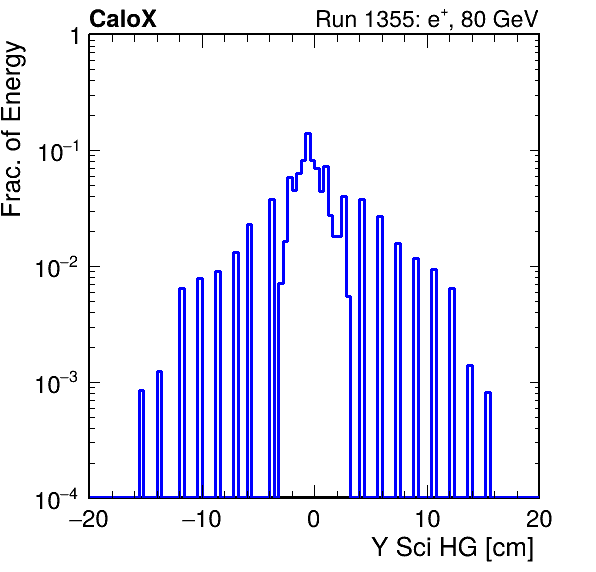 CaloX Run 1355: e⁺, 80 GeV
Frac. of Energy
1
10⁻¹
10⁻²
10⁻³
10⁻⁴
−20 −10 0 10 20
Y Sci HG [cm]